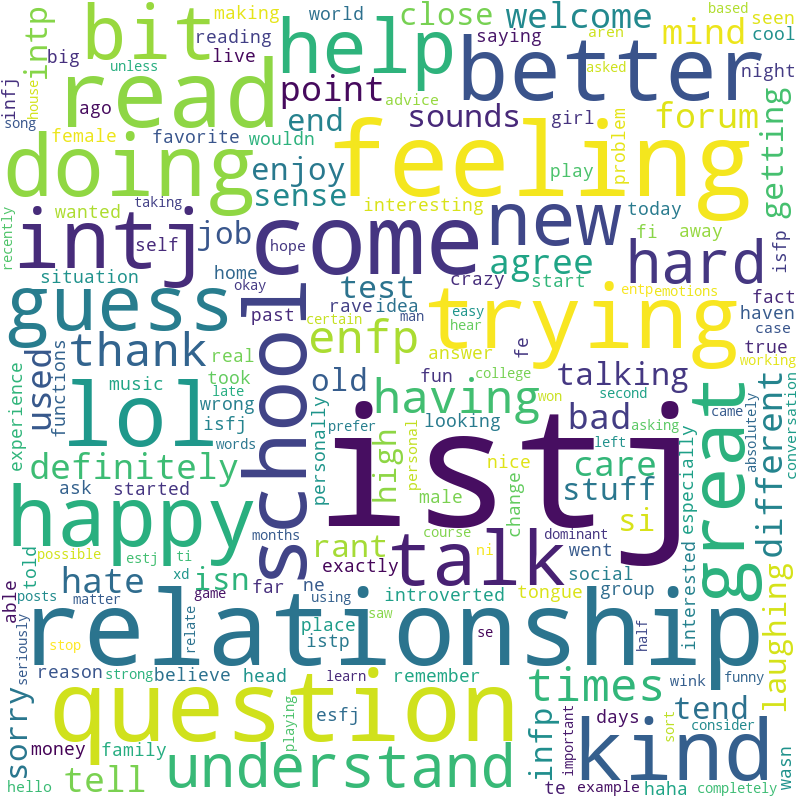 making world close welcome mind based seen cool
intp bit reading help saying aren
big live better asked night
unless
infj read point advice
house ago end sounds girl forum
song female favorite wouldn problem getting
doing enjoy feeling play
sense
taking wanted interesting new today
recently intj self job come fi away isfp
situation home hope agree hard
okay test crazy start entp emotions fact
guess past rave idea easy trying haven
certain man hear case
used thank enfp answer fe true
functions real working
school fun talking
experience music took college second came conversation
lol late old having won different
wrong prefer looking bad asking
isfj words personally left absolutely
definitely high istj care great
ask started personal nice stuff especially
happy male change si
months course dominant
possible estj ti rant talk ni went
told hate xd isn exactly social interested laughing
able posts far ne using introverted tongue group
matter game place saw se half
seriously relate istp
relationship
stop reason strong believe head learn remember wink funny
sorry question times tend
playing esfj infp important days sort consider
money family kind wasn
hello tell understand te example haha completely